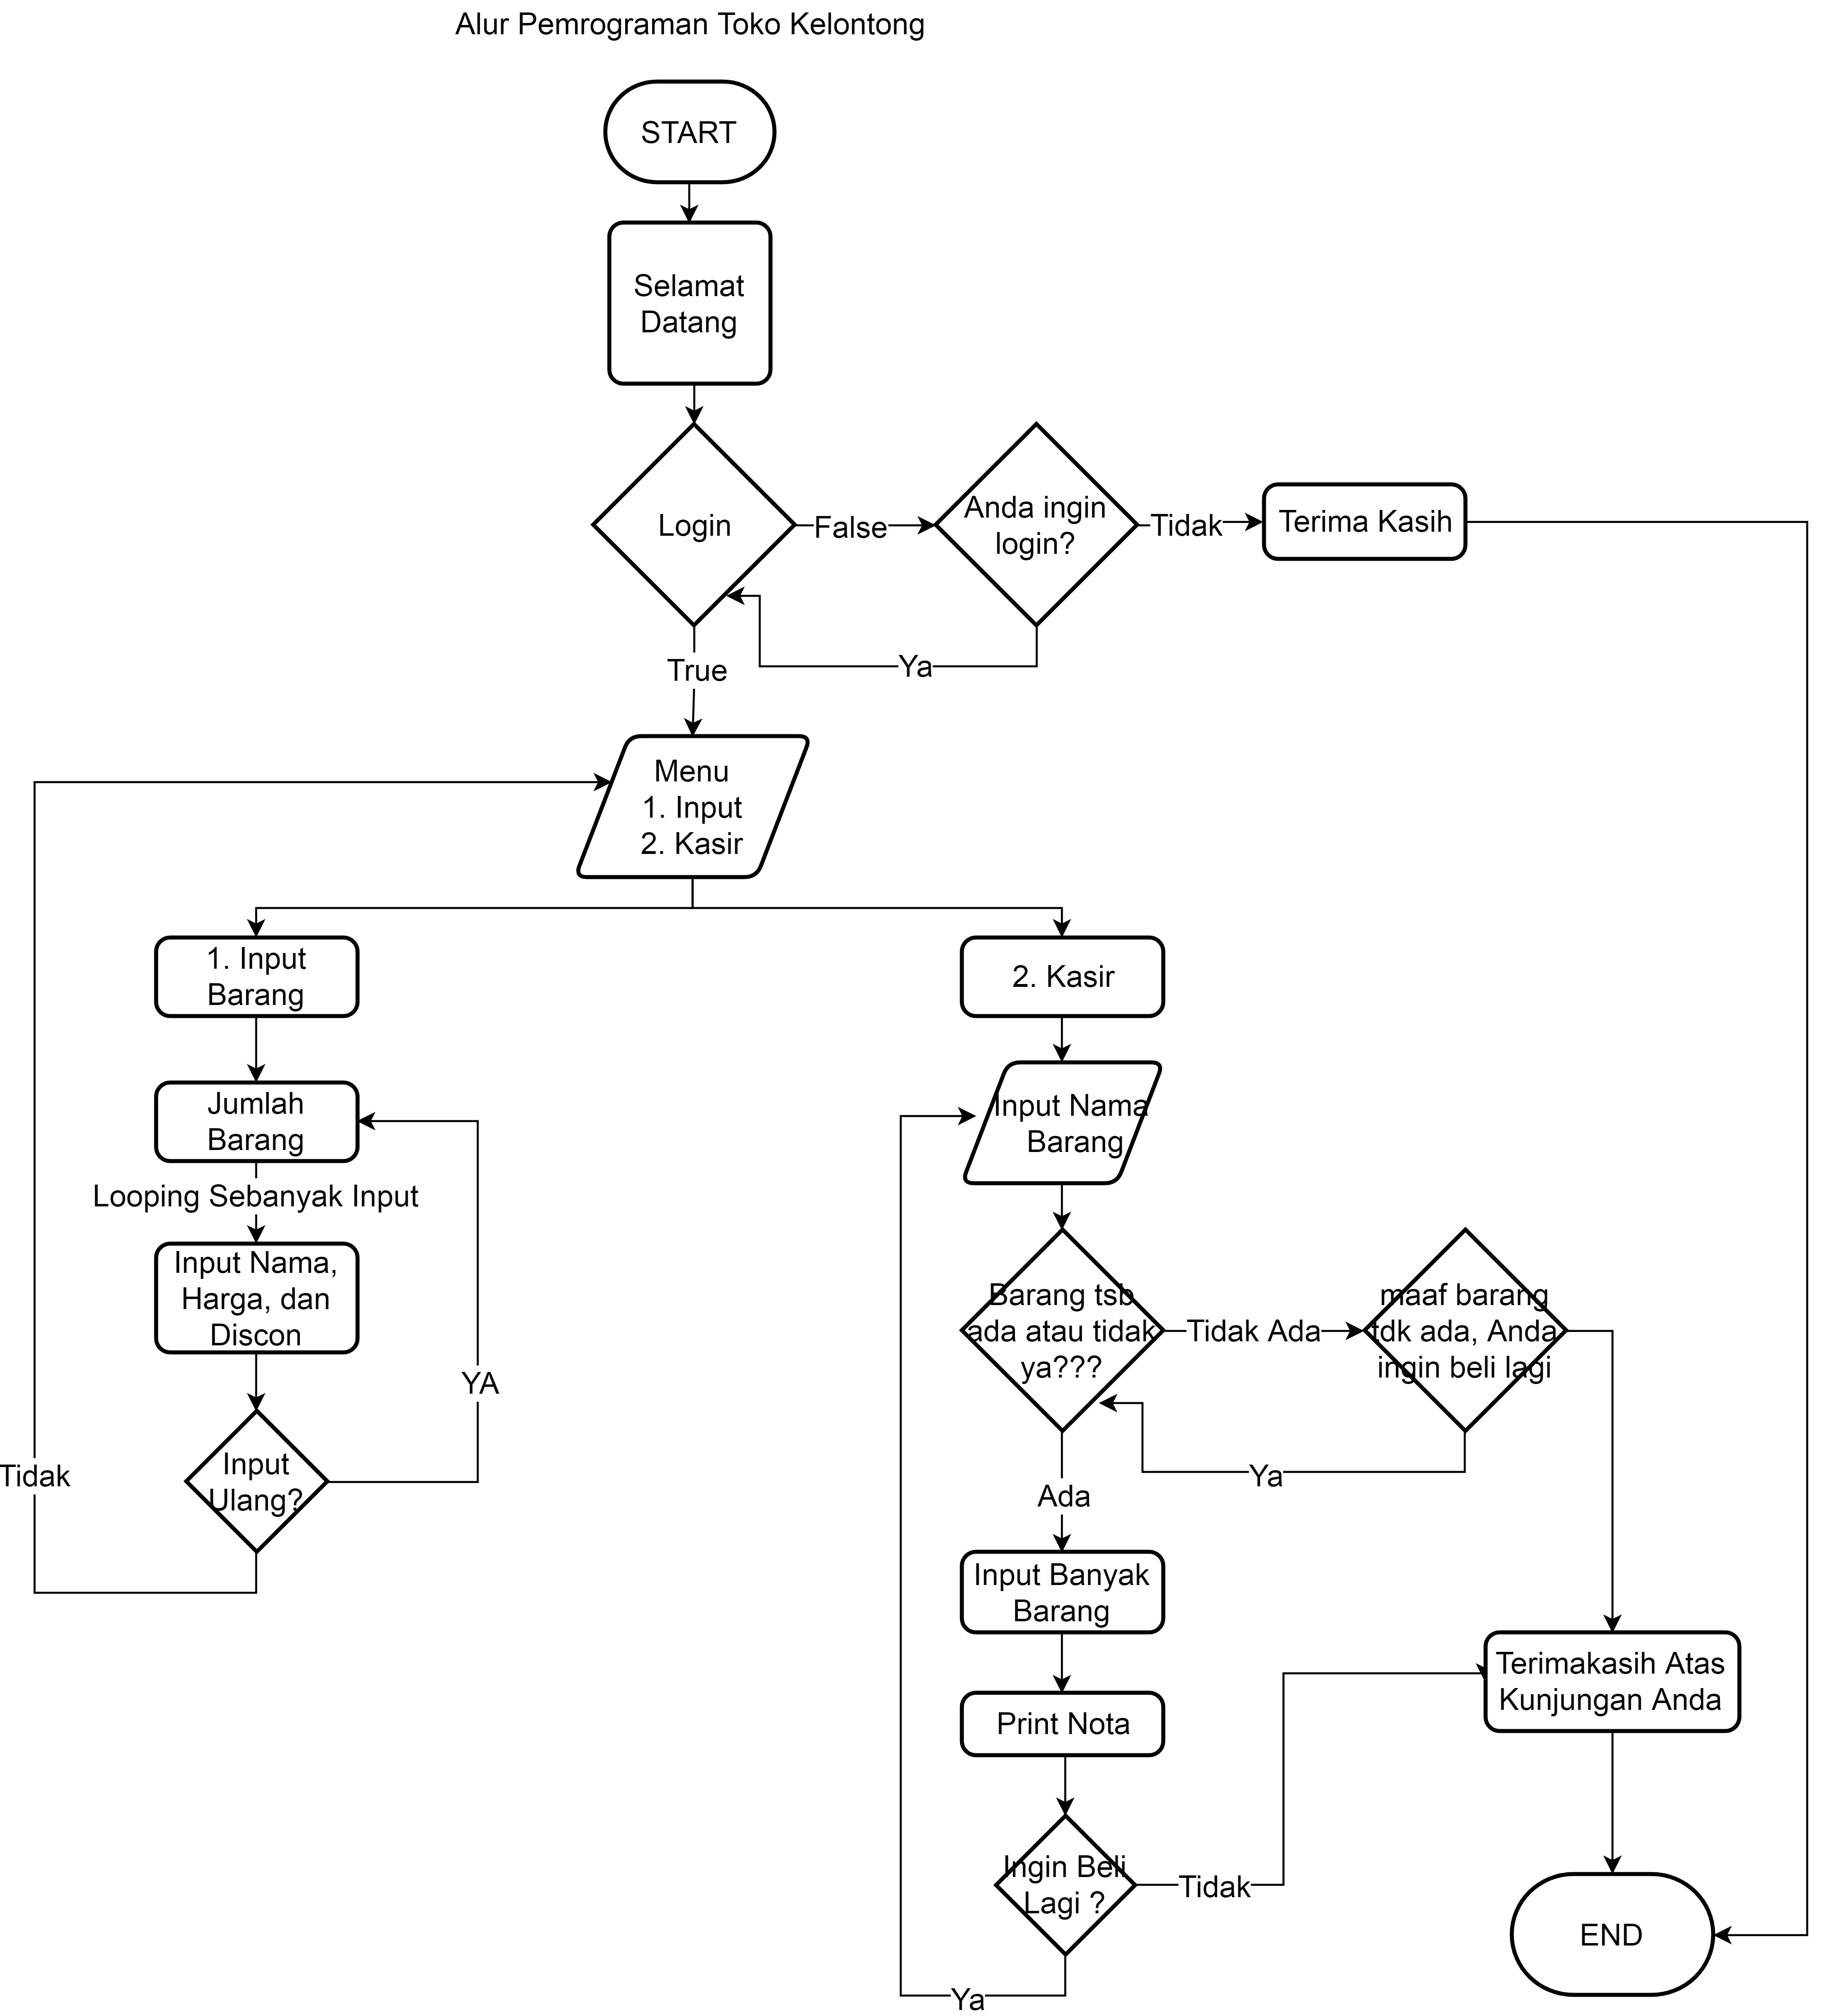 Alur Pemrograman Toko Kelontong
START
Selamat
Datang
Login
False
Anda ingin
login?
Tidak
Terima Kasih
True
Ya
Menu
1. Input
2. Kasir
1. Input
Barang
2. Kasir
Jumlah
Barang
Input Nama
Barang
Looping Sebanyak Input
Input Nama,
Harga, dan
Discon
YA
Input
Ulang?
Tidak
Barang tsb
ada atau tidak
ya???
Tidak Ada
maaf barang
tdk ada, Anda
ingin beli lagi
Ya
Ada
Input Banyak
Barang
Print Nota
Terimakasih Atas
Kunjungan Anda
Ingin Beli
Lagi ?
Tidak
END
Ya